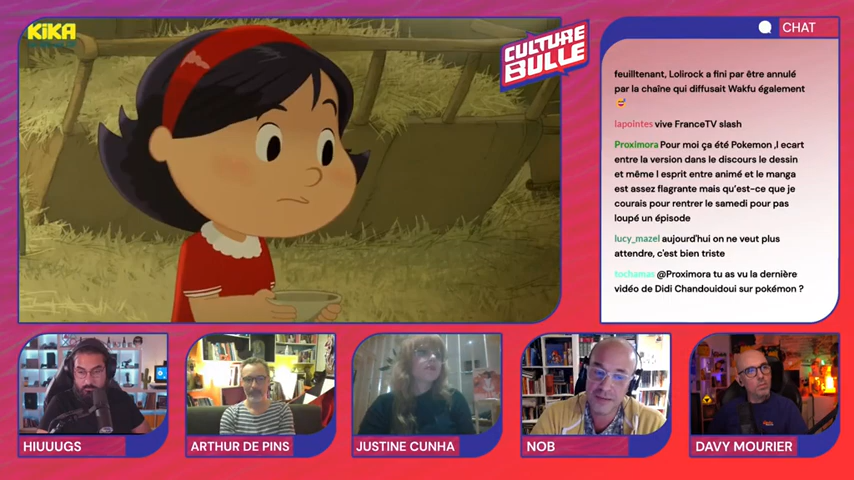 KiKA
CULTURE
BULLE
CHAT
feuilltenant, Lolirock a fini par être annulé
par la chaîne qui diffusait Wakfu également
lapointes vive FranceTV slash
Proximora Pour moi ça été Pokemon ,l ecart
entre la version dans le discours le dessin
et même l esprit entre animé et le manga
est assez flagrante mais qu'est-ce que je
courais pour rentrer le samedi pour pas
loupé un épisode
lucy_mazel aujourd'hui on ne veut plus
attendre, c'est bien triste
tochamas @Proximora tu as vu la dernière
vidéo de Didi Chandouidoui sur pokémon ?
HIUUUGS
ARTHUR DE PINS
JUSTINE CUNHA
NOB
DAVY MOURIER